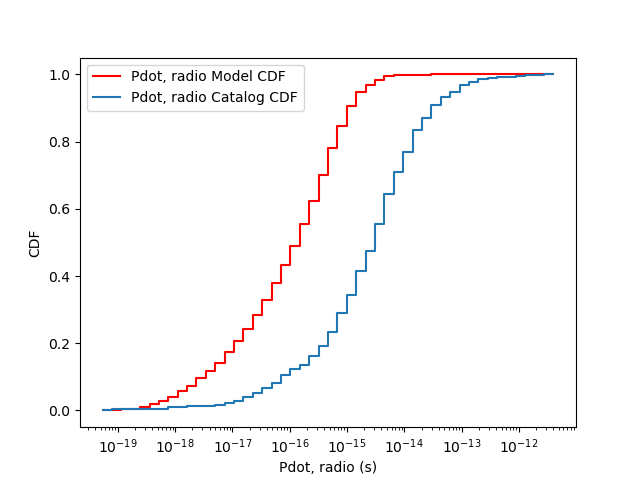 Pdot, radio Model CDF
Pdot, radio Catalog CDF
1.0
0.8
0.6
0.4
0.2
0.0
CDF
10⁻¹⁹ 10⁻¹⁸ 10⁻¹⁷ 10⁻¹⁶ 10⁻¹⁵ 10⁻¹⁴ 10⁻¹³ 10⁻¹²
Pdot, radio (s)